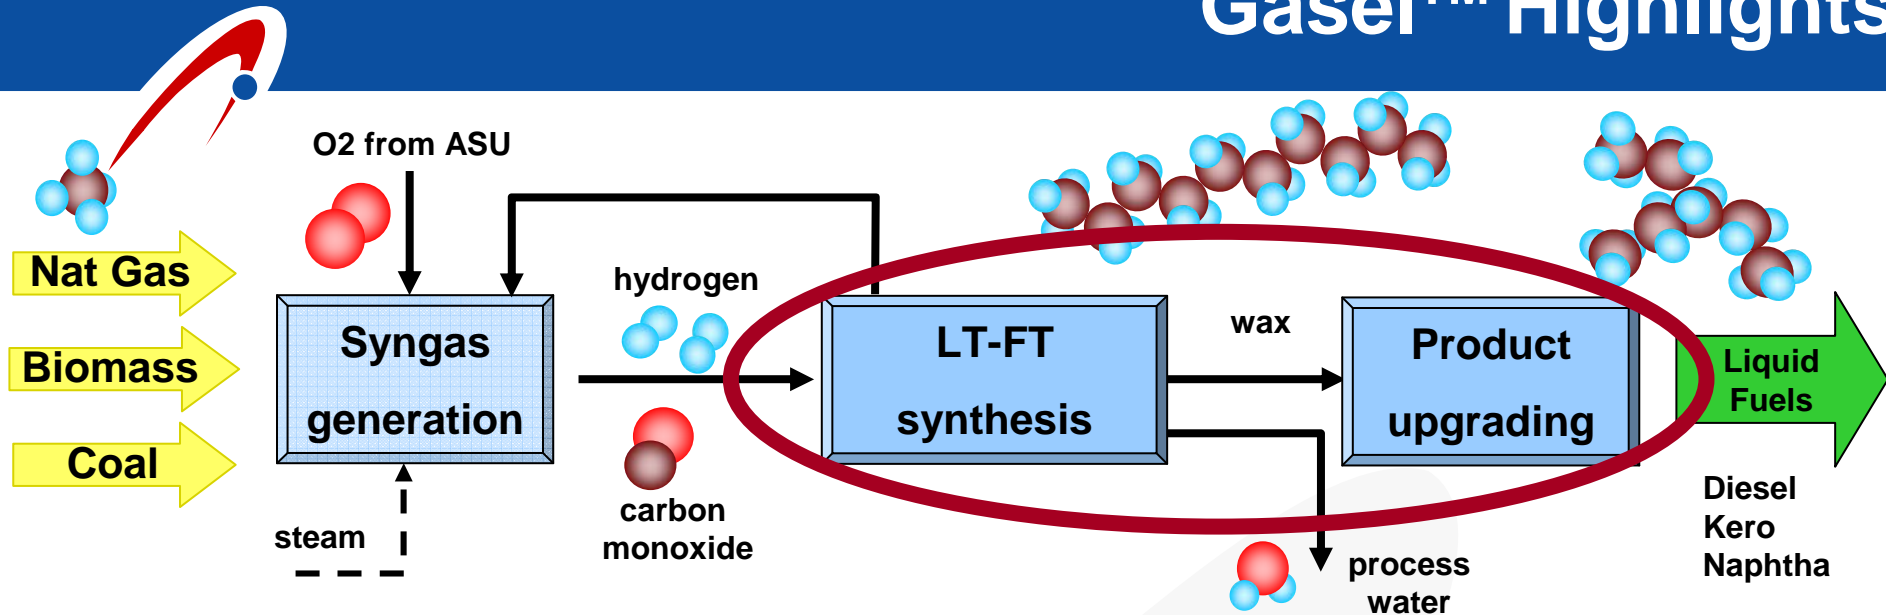 Gasel™ Highlights
O2 from ASU
Nat Gas
Biomass
Coal
Syngas
generation
steam
hydrogen
carbon
monoxide
LT-FT
synthesis
wax
process
water
Product
upgrading
Liquid
Fuels
Diesel
Kero
Naphtha